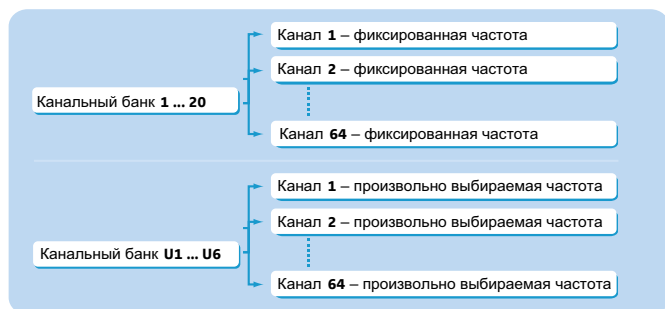 Канал 1 – фиксированная частота
Канал 2 – фиксированная частота
Канальный банк 1 ... 20
Канал 64 – фиксированная частота
Канал 1 – произвольно выбираемая частота
Канал 2 – произвольно выбираемая частота
Канальный банк U1 ... U6
Канал 64 – произвольно выбираемая частота